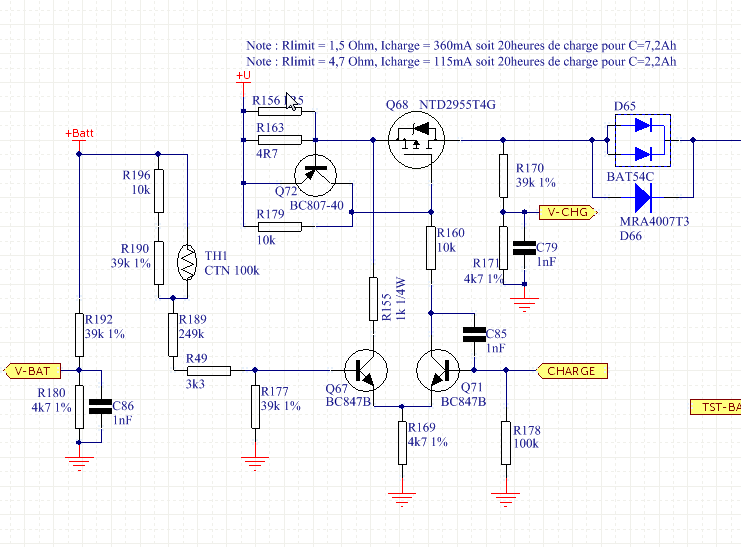 Note : Rlimit = 1,5 Ohm, Icharge = 360mA soit 20heures de charge pour C=7,2Ah
Note : Rlimit = 4,7 Ohm, Icharge = 115mA soit 20heures de charge pour C=2,2Ah
+U
R156
Q68 NTD2955T4G
D65
+Batt
R163
4R7
R196
10k
R170
39k 1%
BAT54C
Q72
BC807-40
R179
10k
V-CHG
MRA4007T3
D66
R190
39k 1%
TH1
CTN 100k
R160
10k
R171
4k7 1%
C79
1nF
R155
1k 1/4W
R192
39k 1%
R189
249k
C85
1nF
V-BAT
R49
3k3
CHARGE
R180
4k7 1%
C86
1nF
R177
39k 1%
Q67
BC847B
Q71
BC847B
TST-BA
R169
4k7 1%
R178
100k